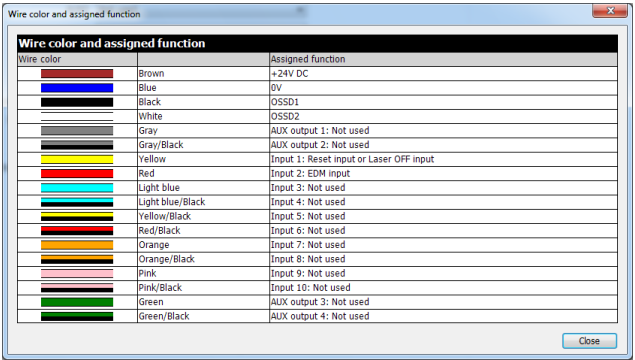 Wire color and assigned function
Wire color and assigned function
Wire color Assigned function
Brown +24V DC
Blue 0V
Black OSSD1
White OSSD2
Gray AUX output 1: Not used
Gray/Black AUX output 2: Not used
Yellow Input 1: Reset input or Laser OFF input
Red Input 2: EDM input
Light blue Input 3: Not used
Light blue/Black Input 4: Not used
Yellow/Black Input 5: Not used
Red/Black Input 6: Not used
Orange Input 7: Not used
Orange/Black Input 8: Not used
Pink Input 9: Not used
Pink/Black Input 10: Not used
Green AUX output 3: Not used
Green/Black AUX output 4: Not used
Close